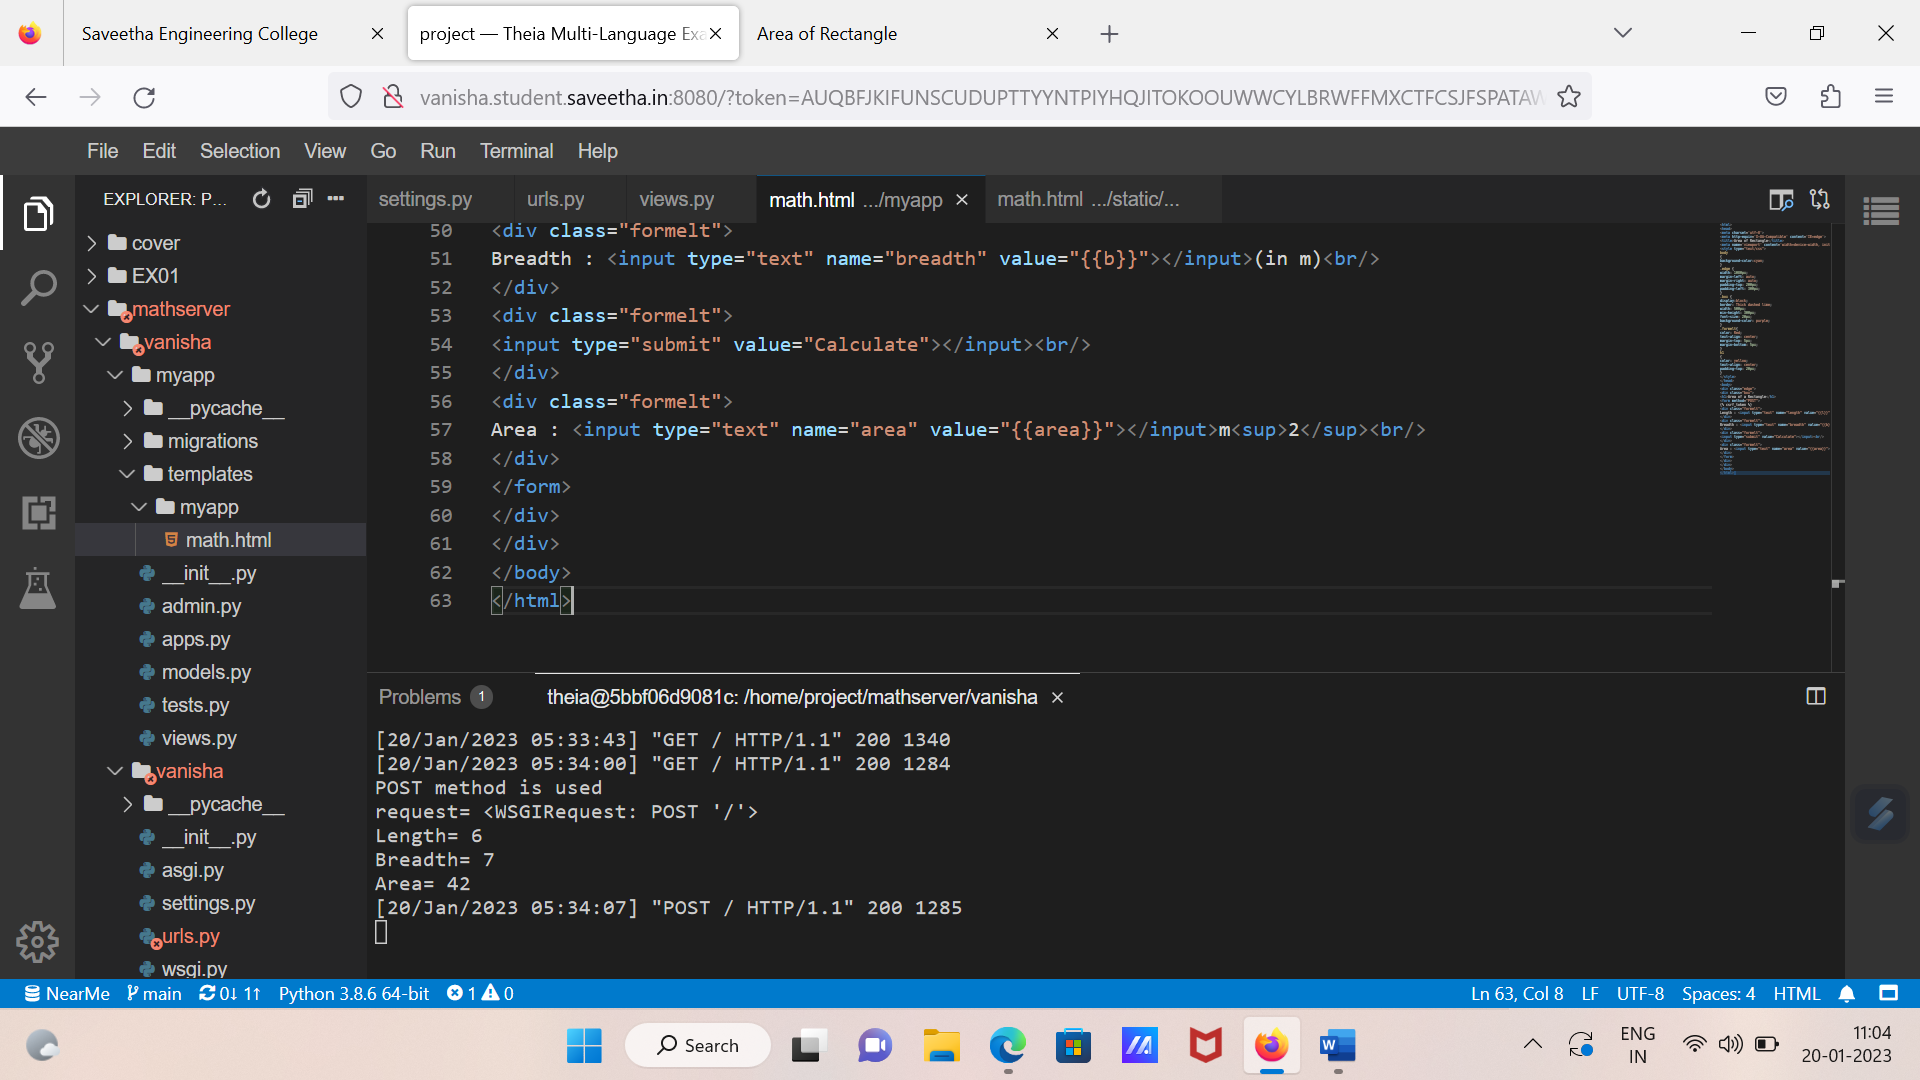 Saveetha Engineering College
project — Theia Multi-Language Exa
Area of Rectangle
vanisha.student.saveetha.in:8080/?token=AUQBFJKIFUNSCUDUPTTYYNTPIYHQJITOKOOUWWCYLBRWFFMXCTFCSJFSPATAW
File Edit Selection View Go Run Terminal Help
EXPLORER: P...
settings.py urls.py views.py math.html .../myapp math.html .../static/...
cover
EX01
mathserver
vanisha
myapp
__pycache__
migrations
templates
myapp
math.html
__init__.py
admin.py
apps.py
models.py
tests.py
views.py
vanisha
__pycache__
__init__.py
asgi.py
settings.py
urls.py
wsgi.py
50 <div class="formelt">
51 Breadth : <input type="text" name="breadth" value="{{b}}"></input>(in m)<br/>
52 </div>
53 <div class="formelt">
54 <input type="submit" value="Calculate"></input><br/>
55 </div>
56 <div class="formelt">
57 Area : <input type="text" name="area" value="{{area}}"></input>m<sup>2</sup><br/>
58 </div>
59 </form>
60 </div>
61 </div>
62 </body>
63 </html>
Problems 1 theia@5bbf06d9081c: /home/project/mathserver/vanisha
[20/Jan/2023 05:33:43] "GET / HTTP/1.1" 200 1340
[20/Jan/2023 05:34:00] "GET / HTTP/1.1" 200 1284
POST method is used
request= <WSGIRequest: POST '/'>
Length= 6
Breadth= 7
Area= 42
[20/Jan/2023 05:34:07] "POST / HTTP/1.1" 200 1285
NearMe main 0↓ 1↑ Python 3.8.6 64-bit 1 0 Ln 63, Col 8 LF UTF-8 Spaces: 4 HTML
Search
ENG
IN
11:04
20-01-2023